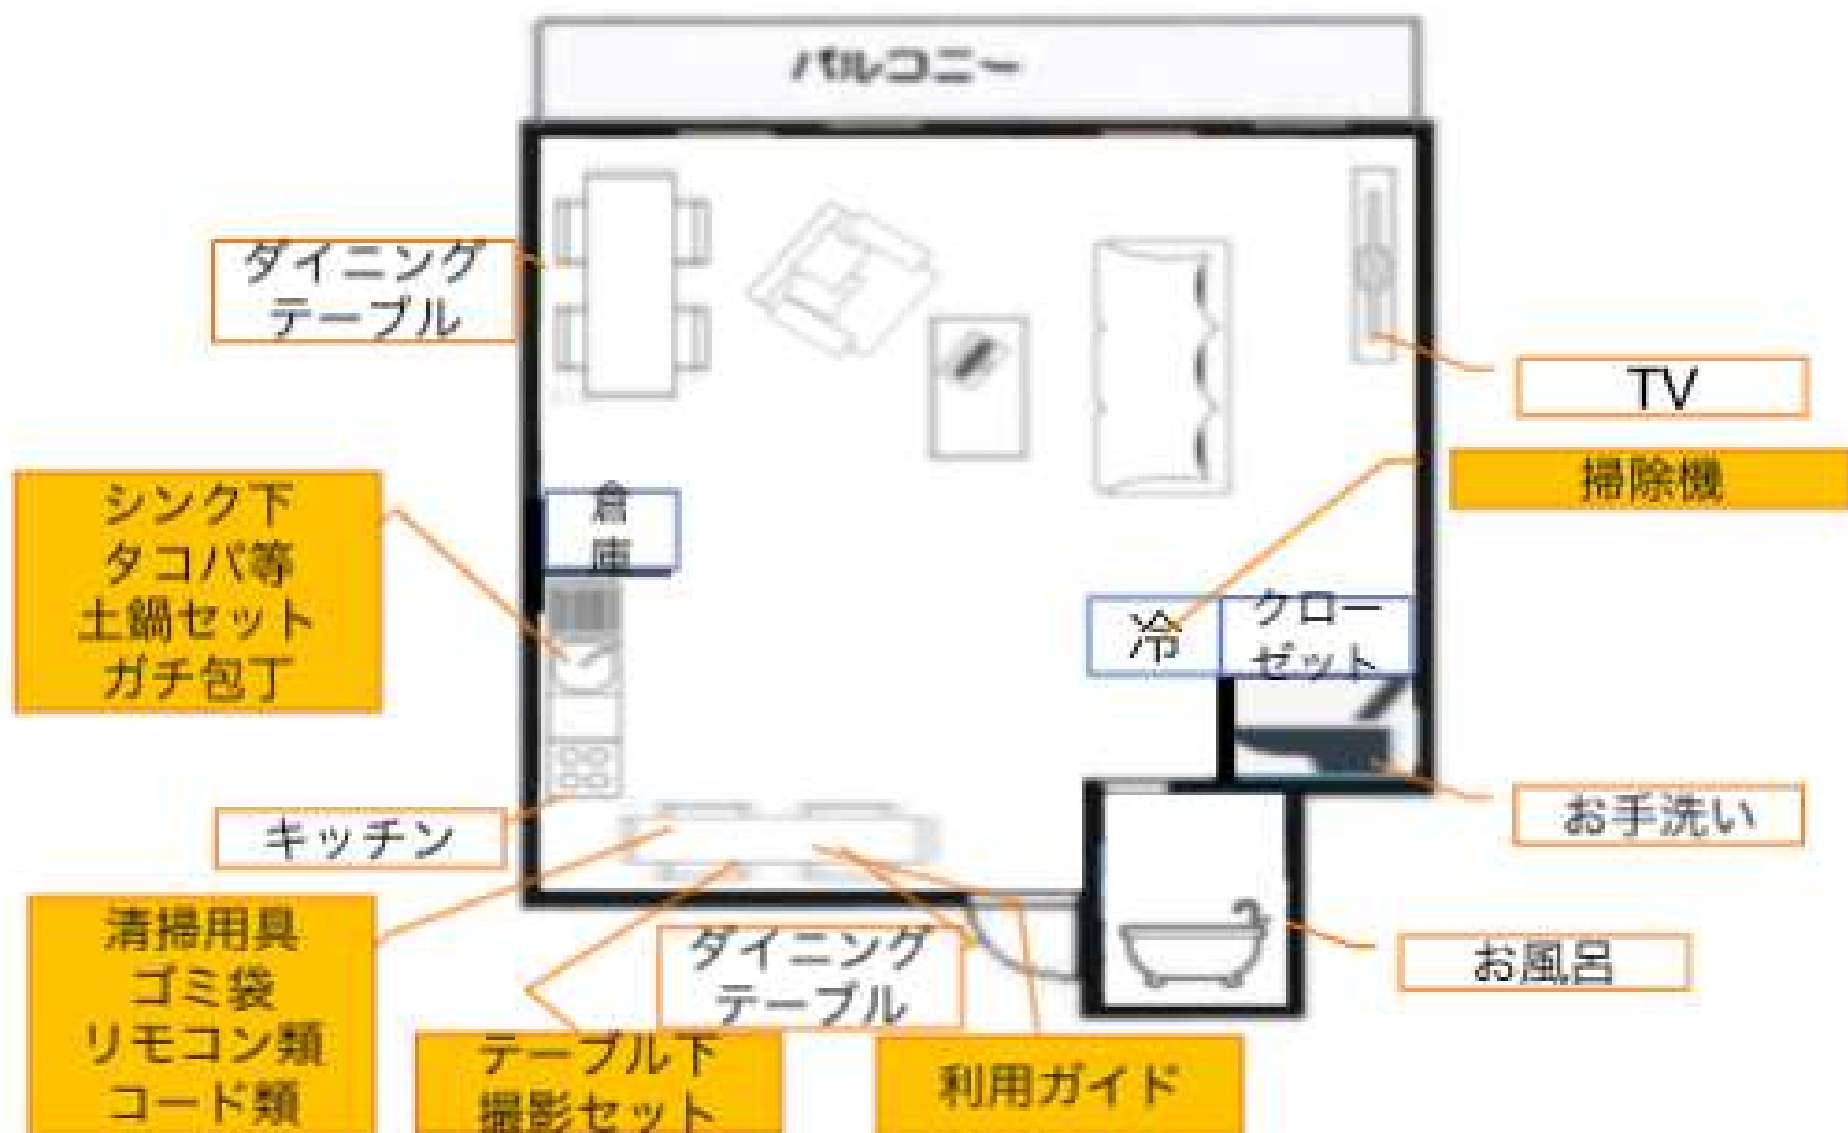 バルコニー
ダイニング
テーブル
TV
掃除機
シンク下
タコパ等
土鍋セット
ガチ包丁
倉
庫
冷
クロー
ゼット
キッチン
お手洗い
お風呂
清掃用具
ゴミ袋
リモコン類
コード類
ダイニング
テーブル
テーブル下
撮影セット
利用ガイド